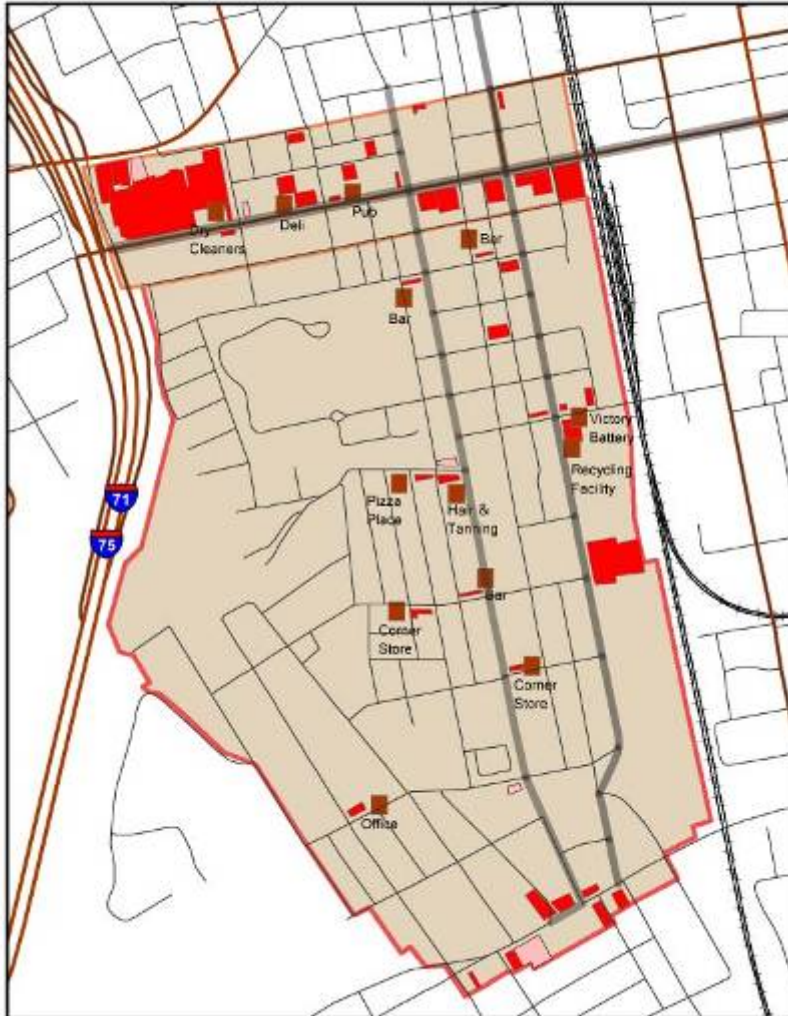 Dry
Cleaners
Deli
Pub
Bar
Bar
Victory
Battery
Recycling
Facility
Pizza
Place
Hair &
Tanning
71
75
Bar
Corner
Store
Corner
Store
Office